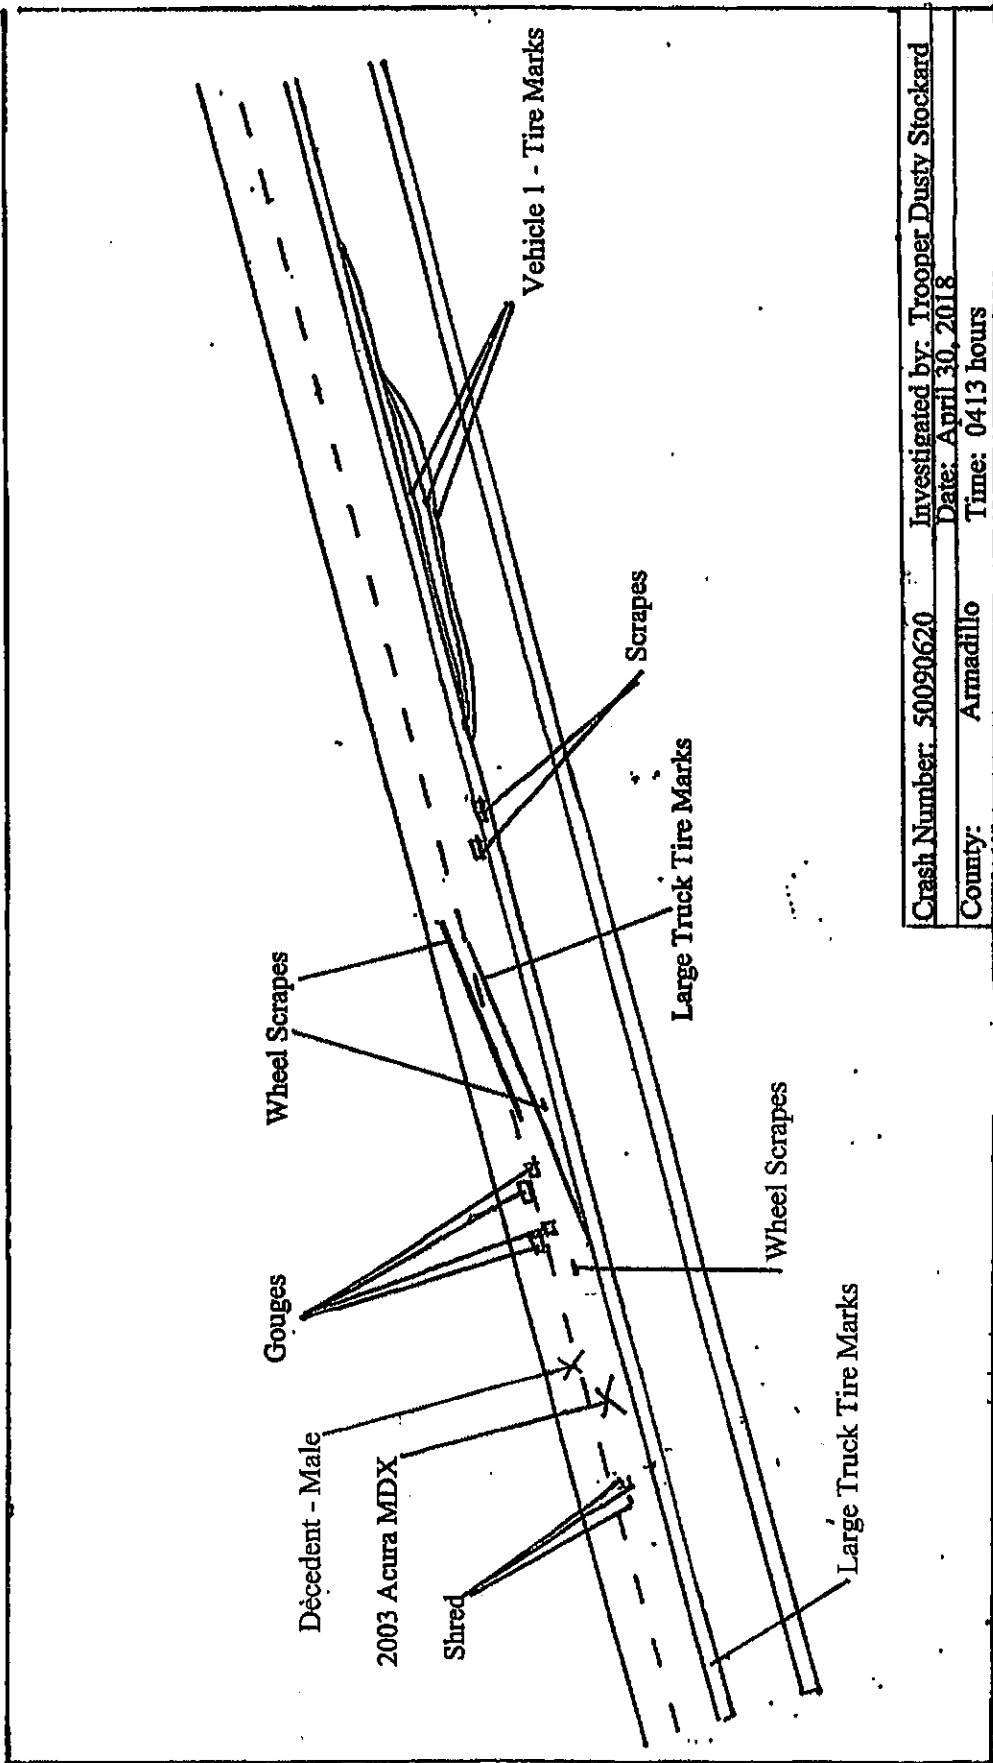 Decedent - Male
2003 Acura MDX
Shred
Gouges
Wheel Scrapes
Large Truck Tire Marks
Wheel Scrapes
Large Truck Tire Marks
Scrapes
Vehicle 1 - Tire Marks
Crash Number: 50090620 Investigated by: Trooper Dusty Stockard
Date: April 30, 2018
County: Armadillo Time: 0413 hours